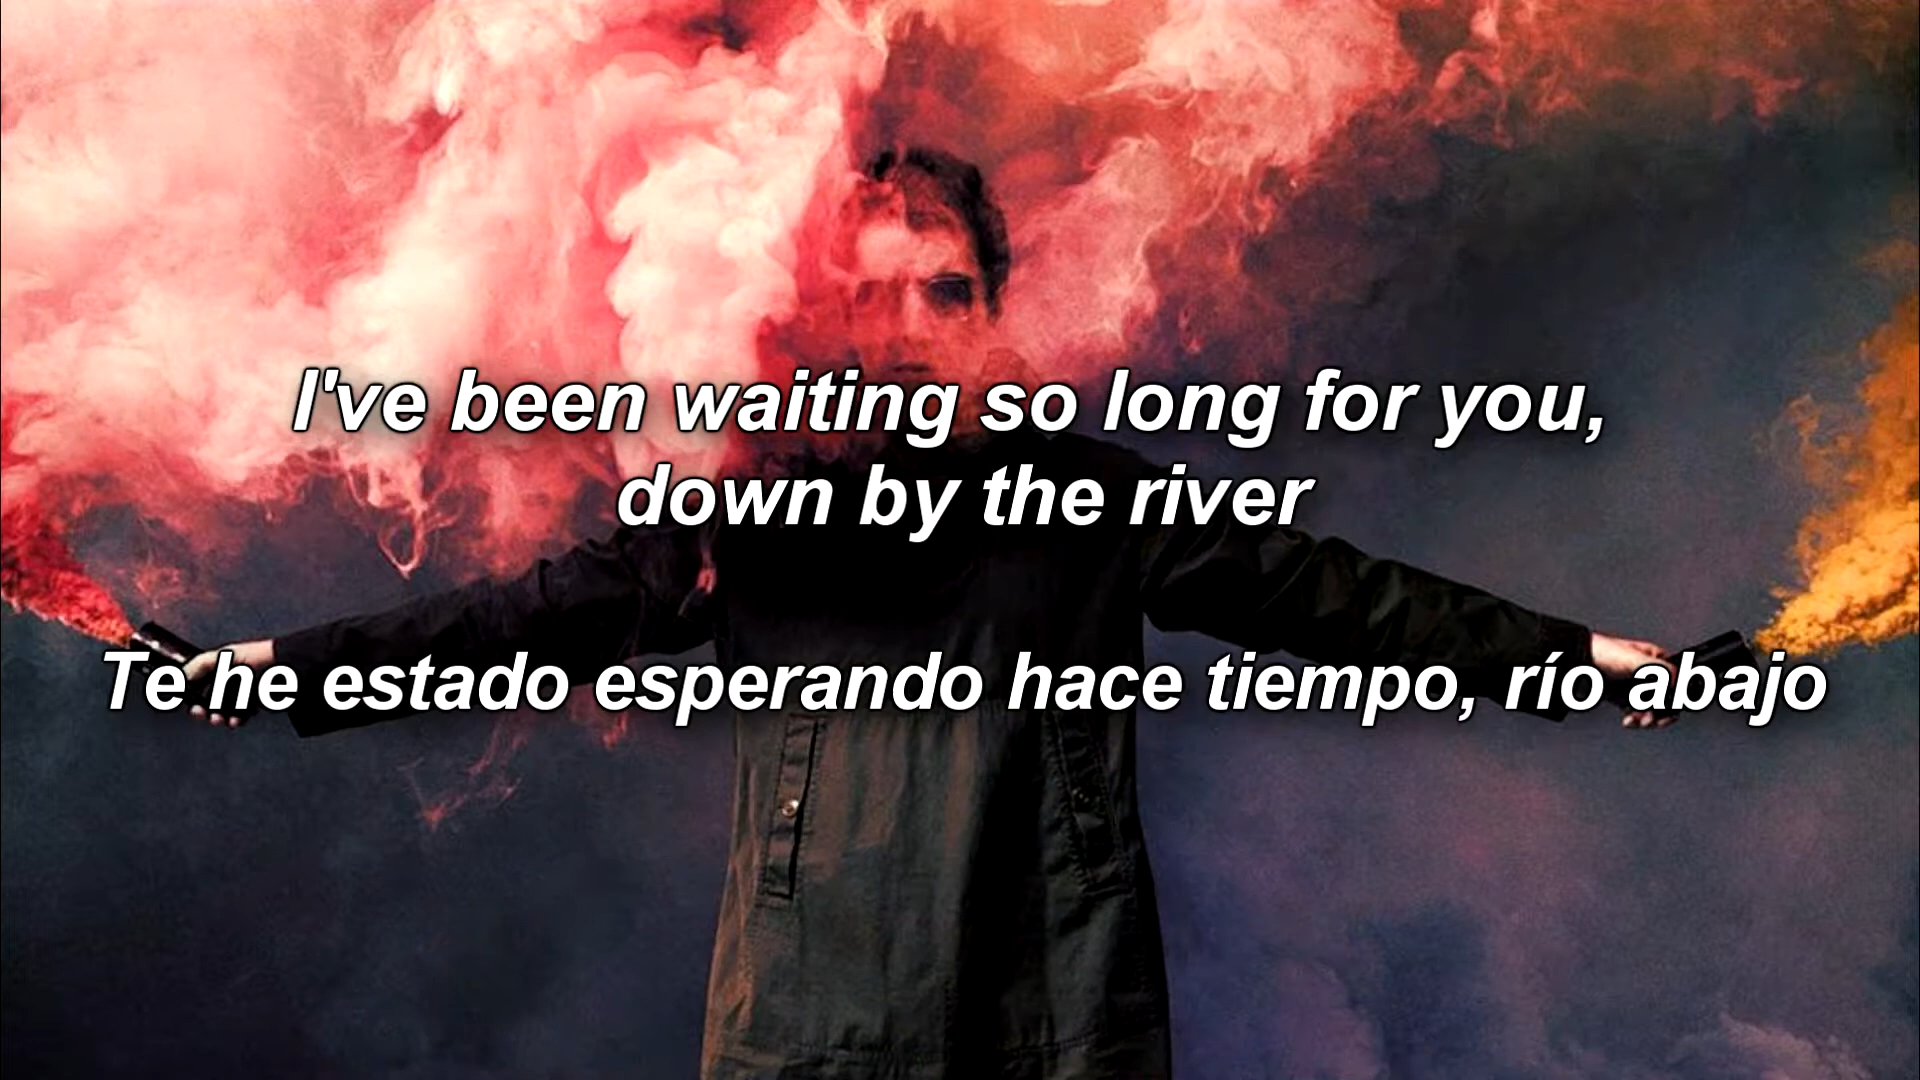 I've been waiting so long for you,
down by the river
Te he estado esperando hace tiempo, río abajo